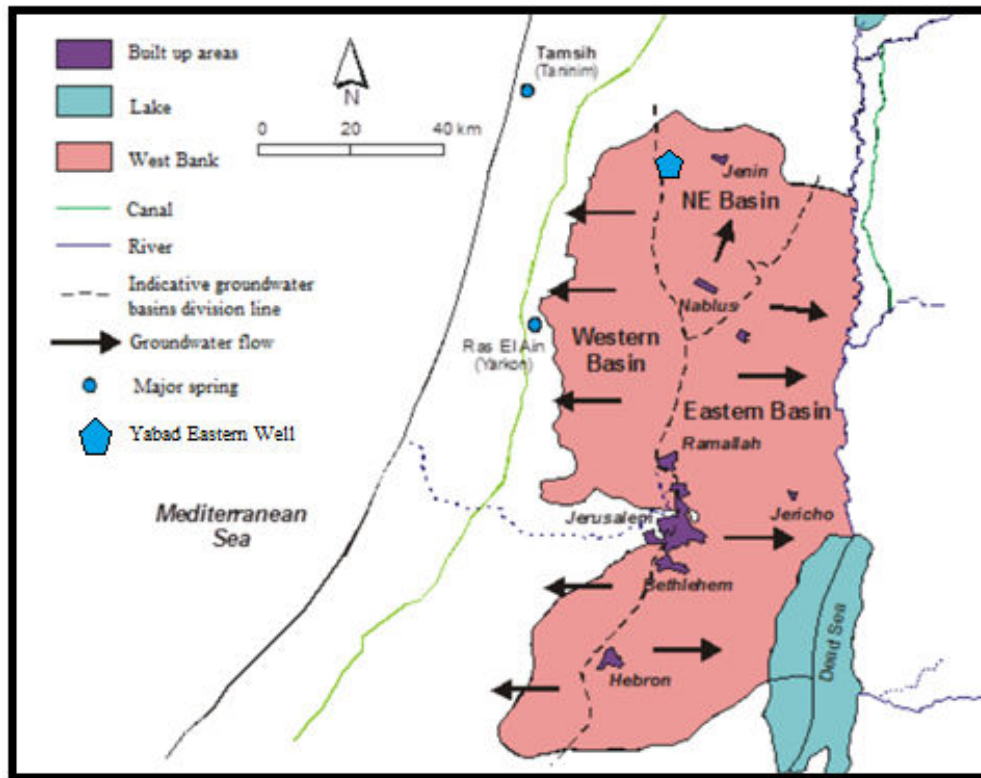 Built up areas
Lake
West Bank
Canal
River
Indicative groundwater
basins division line
Groundwater flow
Major spring
Yabad Eastern Well
N
0 20 40 km
Tamsih
(Taninim)
Jenin
NE Basin
Nablus
Ras El Ain
(Yarkon)
Western
Basin
Eastern Basin
Ramallah
Mediterranean
Sea
Jerusalem
Jericho
Bethlehem
Hebron
Dead Sea